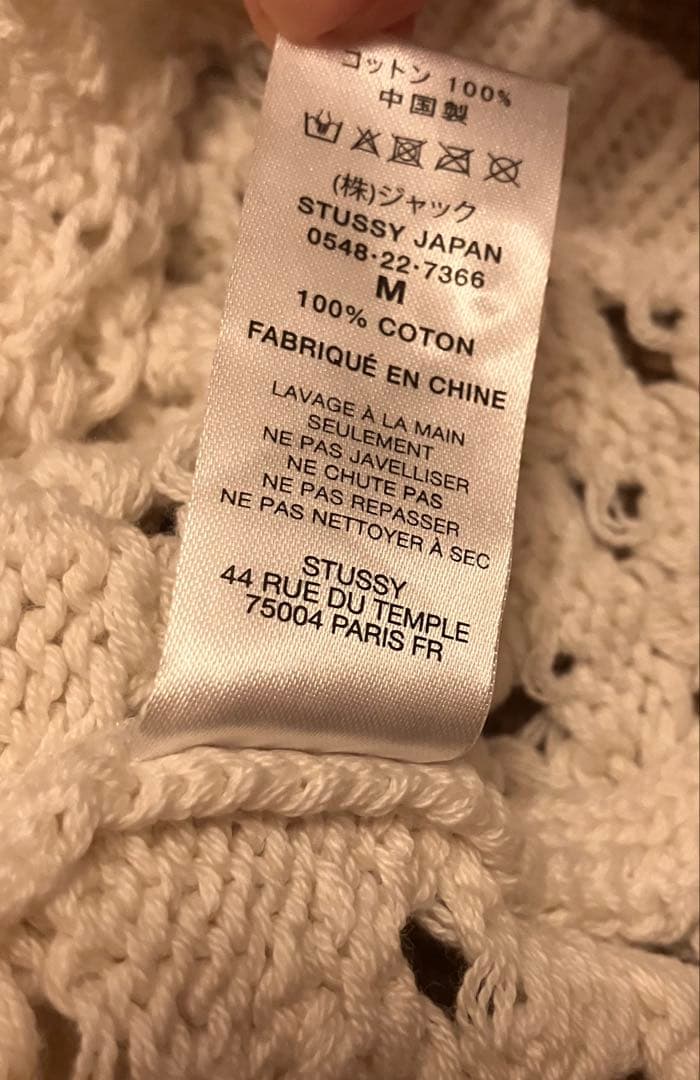 コットン 100%
中国製
(株)ジャック
STUSSY JAPAN
0548·22·7366
M
100% COTON
FABRIQUÉ EN CHINE
LAVAGE À LA MAIN
SEULEMENT
NE PAS JAVELLISER
NE CHUTE PAS
NE PAS REPASSER
NE PAS NETTOYER À SEC
STUSSY
44 RUE DU TEMPLE
75004 PARIS FR